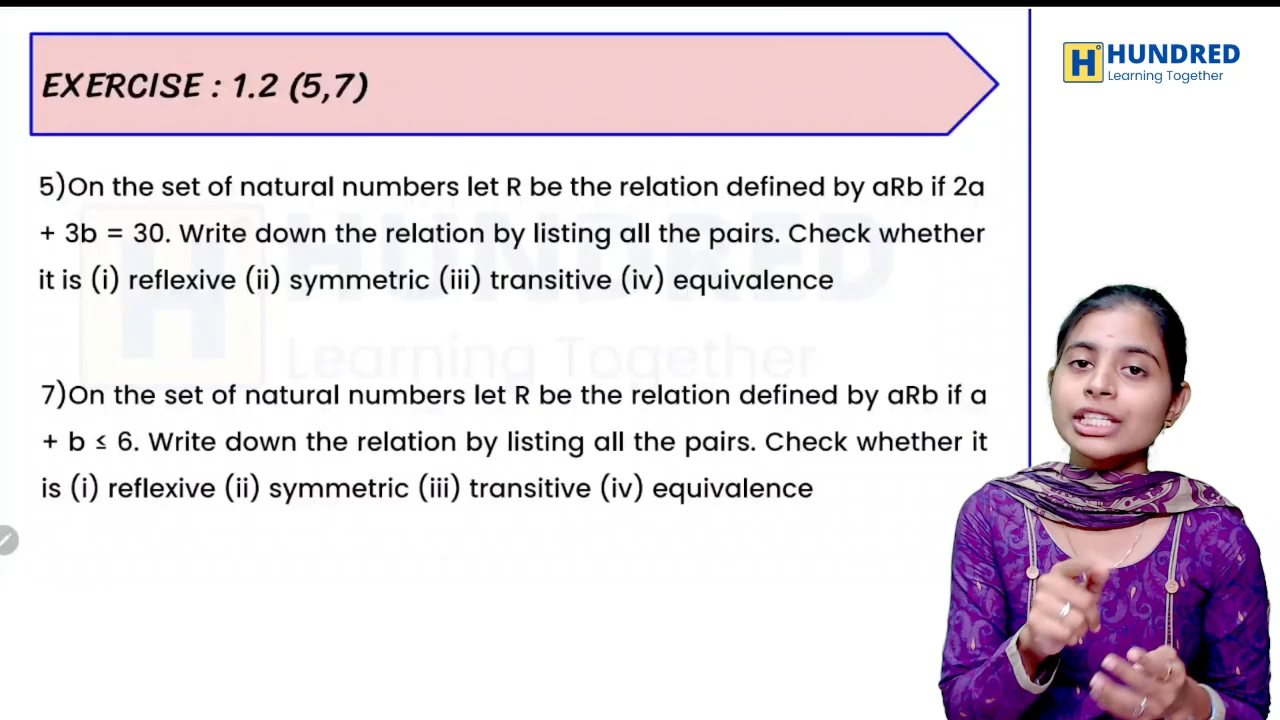 EXERCISE : 1.2 (5,7)
HUNDRED
Learning Together
5)On the set of natural numbers let R be the relation defined by aRb if 2a
+ 3b = 30. Write down the relation by listing all the pairs. Check whether
it is (i) reflexive (ii) symmetric (iii) transitive (iv) equivalence
HUNDRED
Learning Together
7)On the set of natural numbers let R be the relation defined by aRb if a
+ b ≤ 6. Write down the relation by listing all the pairs. Check whether it
is (i) reflexive (ii) symmetric (iii) transitive (iv) equivalence